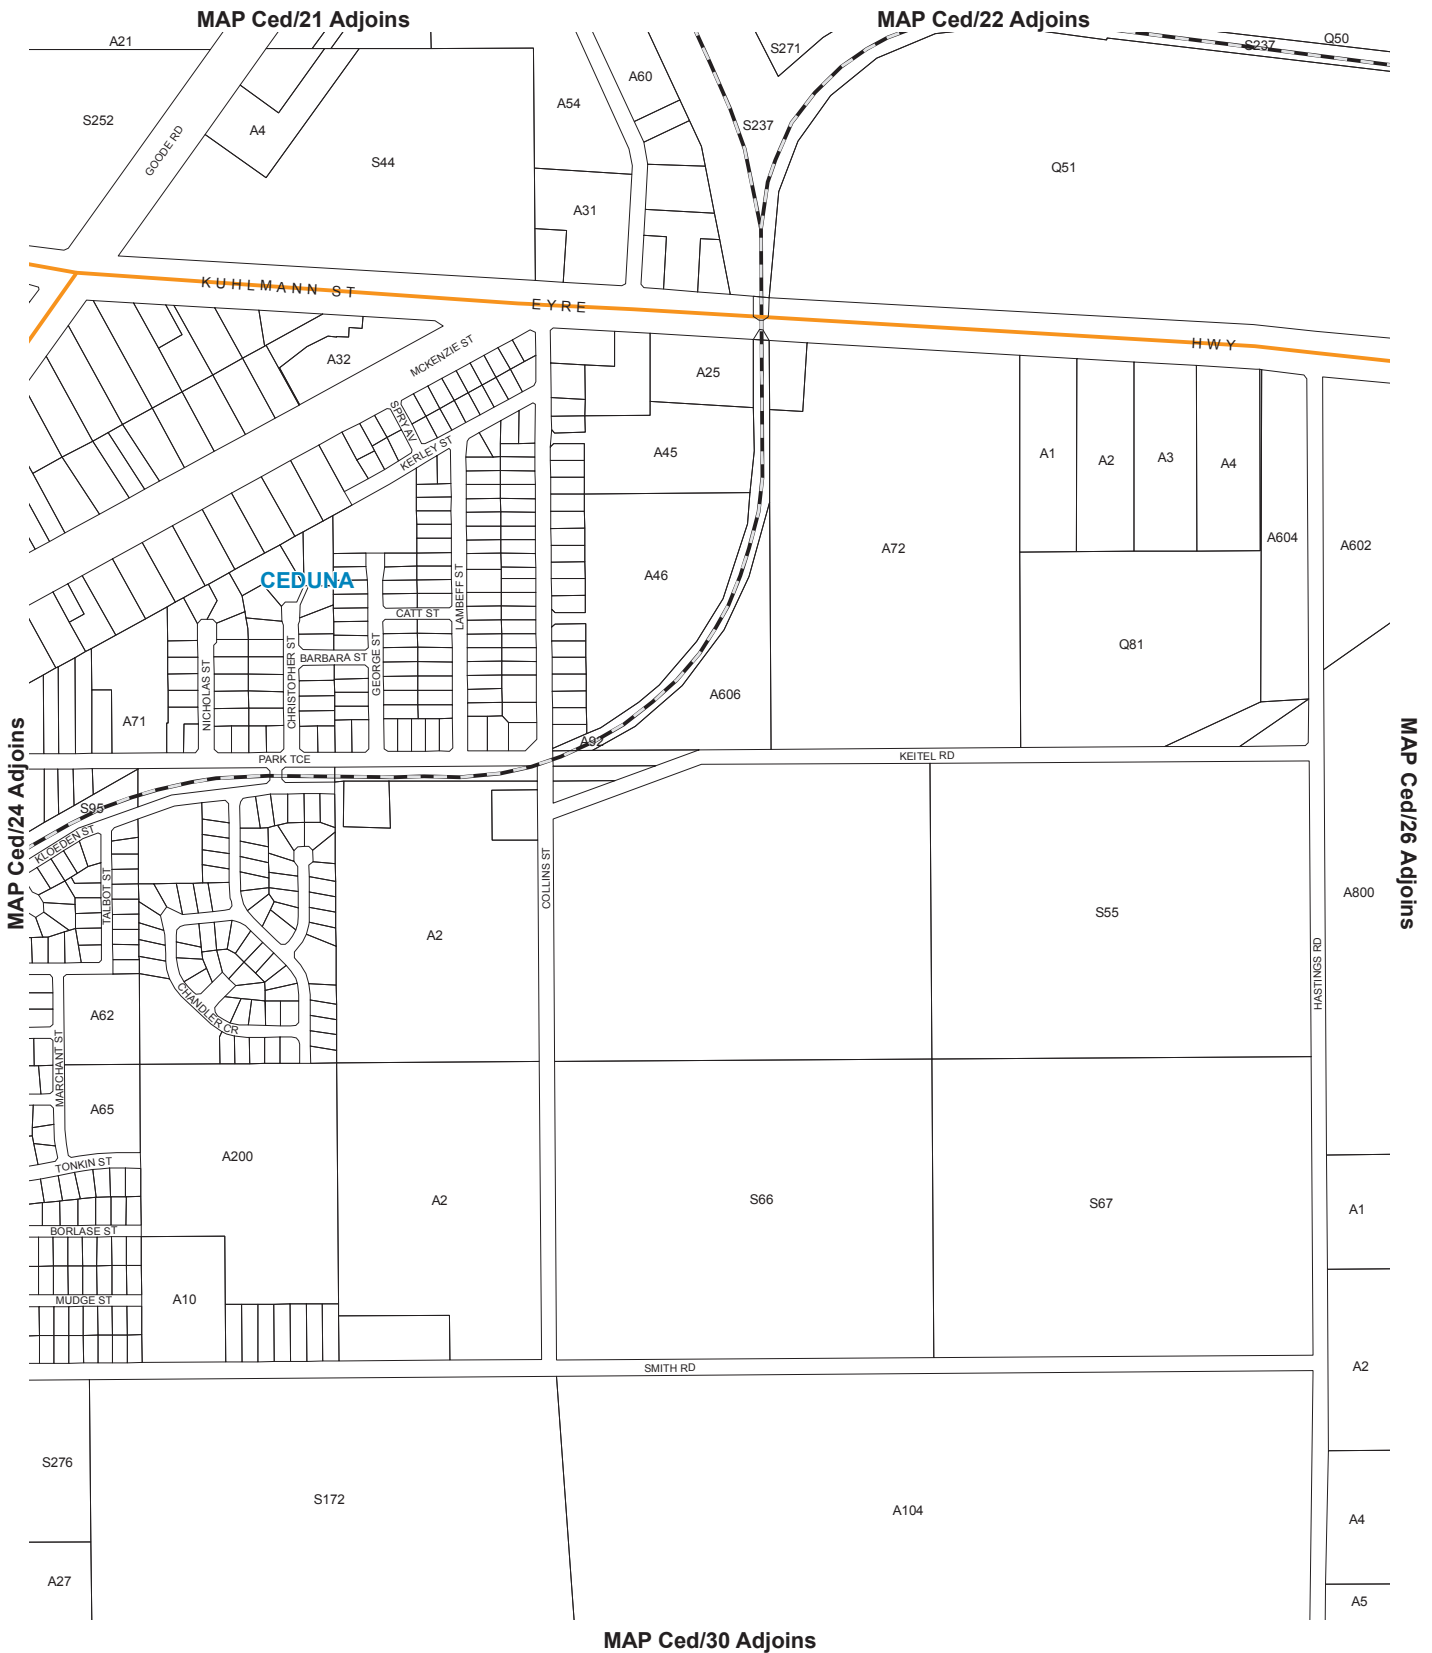 MAP Ced/21 Adjoins
MAP Ced/22 Adjoins
A21
S271
S237
Q50
A60
A54
S252
A4
GOODE RD
S44
S237
Q51
A31
KUHLMANN ST
EYRE
HWY
MCKENZIE ST
A32
A25
SPRY AV
KERLEY ST
A45
A1
A2
A3
A4
A604
A602
A72
A46
CEDUNA
LAMBEFF ST
CATT ST
BARBARA ST
GEORGE ST
CHRISTOPHER ST
NICHOLAS ST
Q81
A606
A71
A92
PARK TCE
KEITEL RD
MAP Ced/24 Adjoins
MAP Ced/26 Adjoins
S95
KLOEDEN ST
TALBOT ST
COLLINS ST
A2
S55
A800
HASTINGS RD
CHANDLER CR
A62
MARCHANT ST
A65
A200
TONKIN ST
A2
S66
S67
A1
BORLASE ST
A10
MUDGE ST
SMITH RD
A2
S276
S172
A104
A4
A27
A5
MAP Ced/30 Adjoins